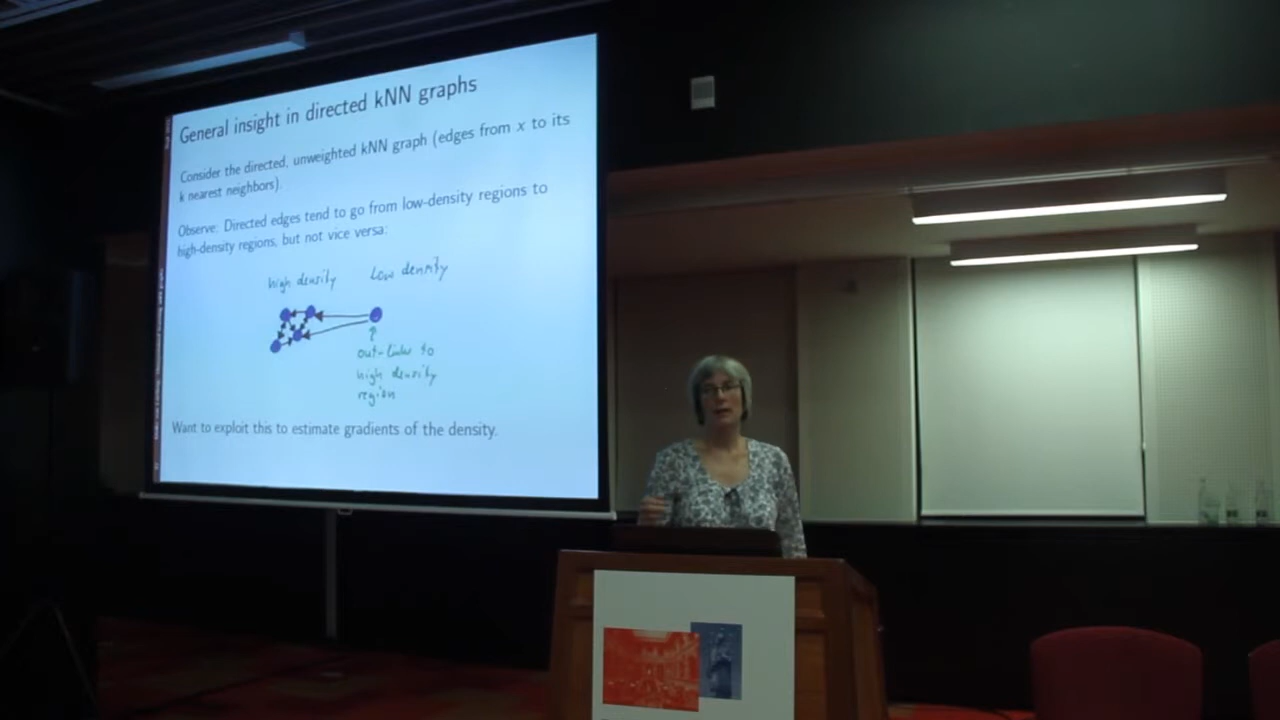 General insight in directed kNN graphs
Consider the directed, unweighted kNN graph (edges from x to its
k nearest neighbors).
Observe: Directed edges tend to go from low-density regions to
high-density regions, but not vice versa:
high density Low density
out-links to
high density
region
Want to exploit this to estimate gradients of the density.